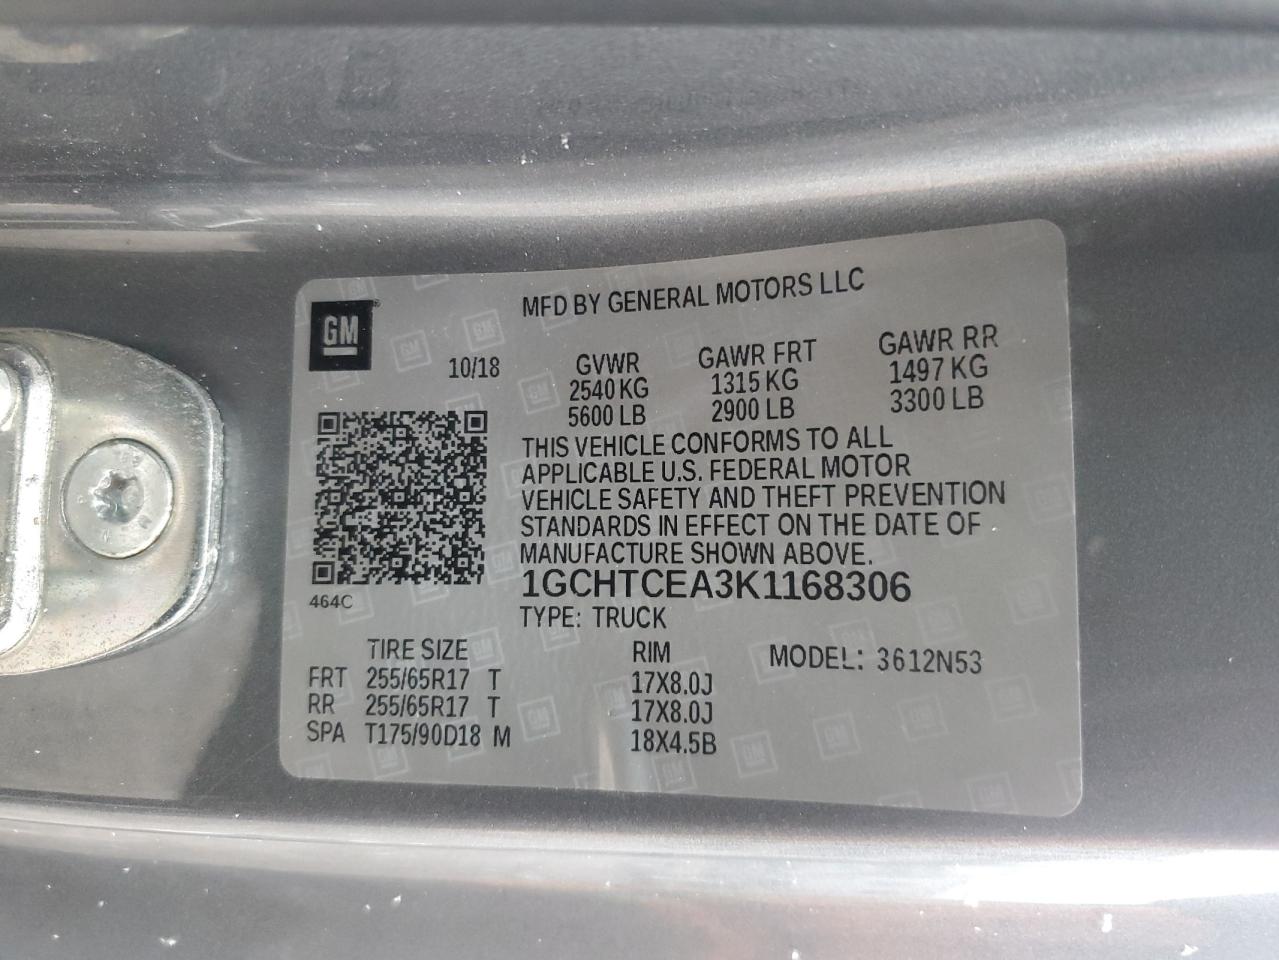 MFD BY GENERAL MOTORS LLC
GM
10/18
GVWR GAWR FRT GAWR RR
2540 KG 1315 KG 1497 KG
5600 LB 2900 LB 3300 LB
THIS VEHICLE CONFORMS TO ALL
APPLICABLE U.S. FEDERAL MOTOR
VEHICLE SAFETY AND THEFT PREVENTION
STANDARDS IN EFFECT ON THE DATE OF
MANUFACTURE SHOWN ABOVE.
1GCHTCEA3K1168306
464C
TYPE: TRUCK
TIRE SIZE RIM MODEL: 3612N53
FRT 255/65R17 T 17X8.0J
RR 255/65R17 T 17X8.0J
SPA T175/90D18 M 18X4.5B